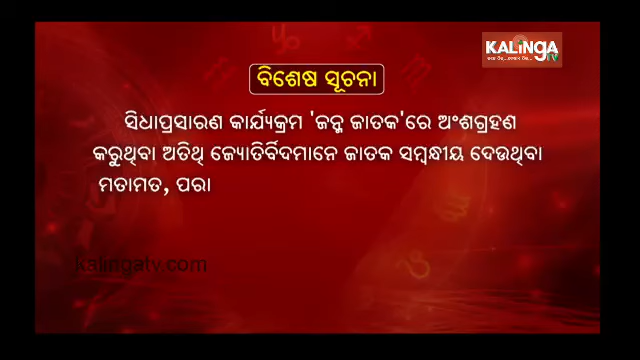 KALINGA
TV
ବିଶେଷ ସୂଚନା
ସିଧାପ୍ରସାରଣ କାର୍ଯ୍ୟକ୍ରମ 'ଜନ୍ମ ଜାତକ'ରେ ଅଂଶଗ୍ରହଣ
କରୁଥିବା ଅତିଥି ଜ୍ୟୋତିର୍ବିଦମାନେ ଜାତକ ସମ୍ବନ୍ଧୀୟ ଦେଉଥିବା
ମତାମତ, ପରା
kalingatv.com